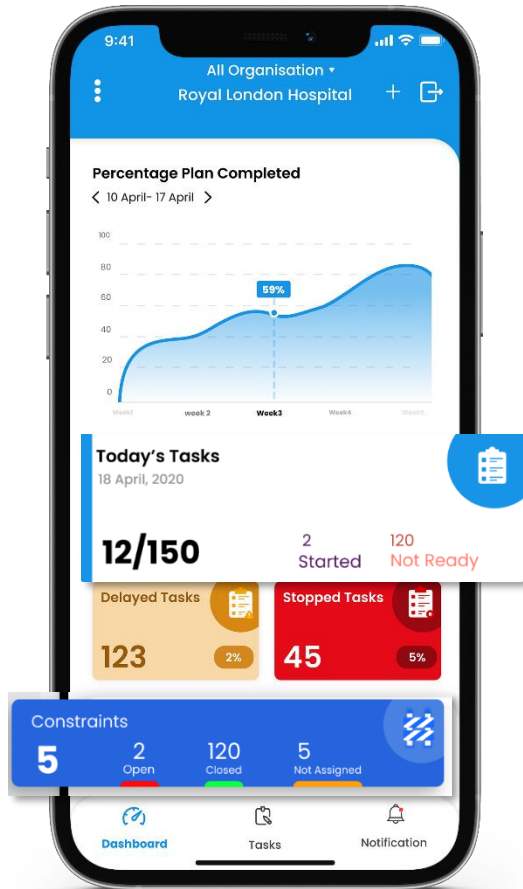 9:41
All Organisation
Royal London Hospital
Percentage Plan Completed
10 April- 17 April
100
80
60
40
20
0
59%
Week1 week 2 Week3 Week4 Week5
Today's Tasks
18 April, 2020
12/150
2 Started
120 Not Ready
Delayed Tasks
123 2%
Stopped Tasks
45 5%
Constraints
5
2 Open
120 Closed
5 Not Assigned
Dashboard Tasks Notification